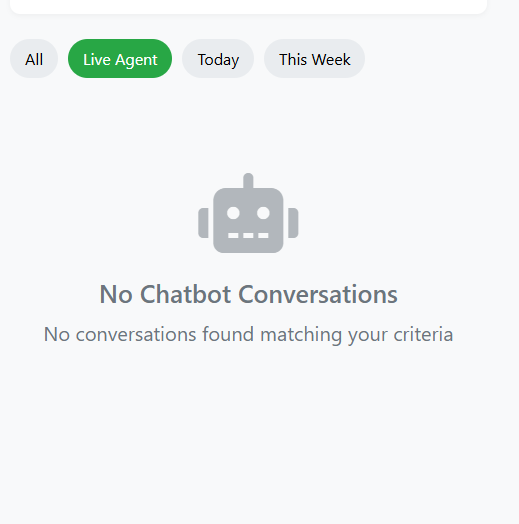 All
Live Agent
Today
This Week
No Chatbot Conversations
No conversations found matching your criteria